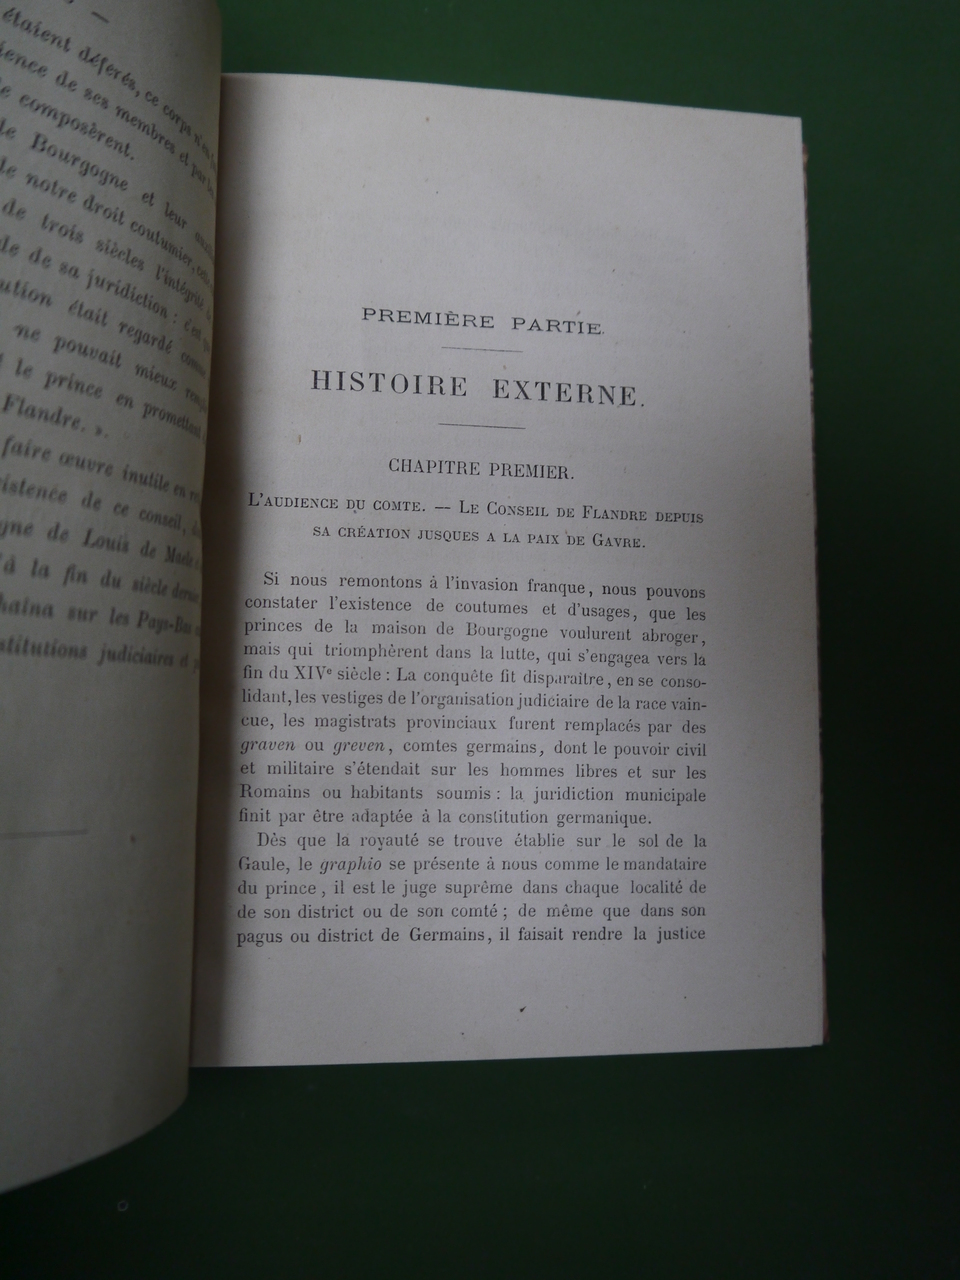 étaient déférés, ce corps n'en
de ses membres et par
composèrent.
Bourgogne et leur
notre droit coutumier,
de trois siècles l'intégrité
de sa juridiction : c'est
était regardé comme
ne pouvait mieux
le prince en promettant
Flandre. ».
faire œuvre inutile en
de ce conseil,
de Louis de Maele
à la fin du siècle dernier,
sur les Pays-Bas
judiciaires et
PREMIÈRE PARTIE.
HISTOIRE EXTERNE.
CHAPITRE PREMIER.
L'AUDIENCE DU COMTE. — LE CONSEIL DE FLANDRE DEPUIS
SA CRÉATION JUSQUES A LA PAIX DE GAVRE.
Si nous remontons à l'invasion franque, nous pouvons
constater l'existence de coutumes et d'usages, que les
princes de la maison de Bourgogne voulurent abroger,
mais qui triomphèrent dans la lutte, qui s'engagea vers la
fin du XIVe siècle : La conquête fit disparaître, en se conso-
lidant, les vestiges de l'organisation judiciaire de la race vain-
cue, les magistrats provinciaux furent remplacés par des
graven ou greven, comtes germains, dont le pouvoir civil
et militaire s'étendait sur les hommes libres et sur les
Romains ou habitants soumis : la juridiction municipale
finit par être adaptée à la constitution germanique.
Dès que la royauté se trouve établie sur le sol de la
Gaule, le graphio se présente à nous comme le mandataire
du prince, il est le juge suprême dans chaque localité de
de son district ou de son comté ; de même que dans son
pagus ou district de Germains, il faisait rendre la justice